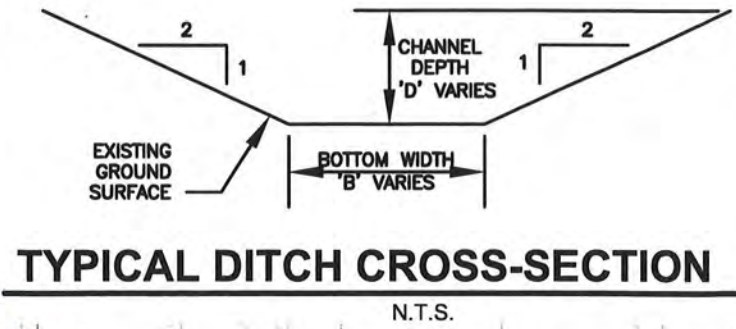 2
1
CHANNEL
DEPTH
'D' VARIES
1
2
EXISTING
GROUND
SURFACE
BOTTOM WIDTH
'B' VARIES
TYPICAL DITCH CROSS-SECTION
N.T.S.